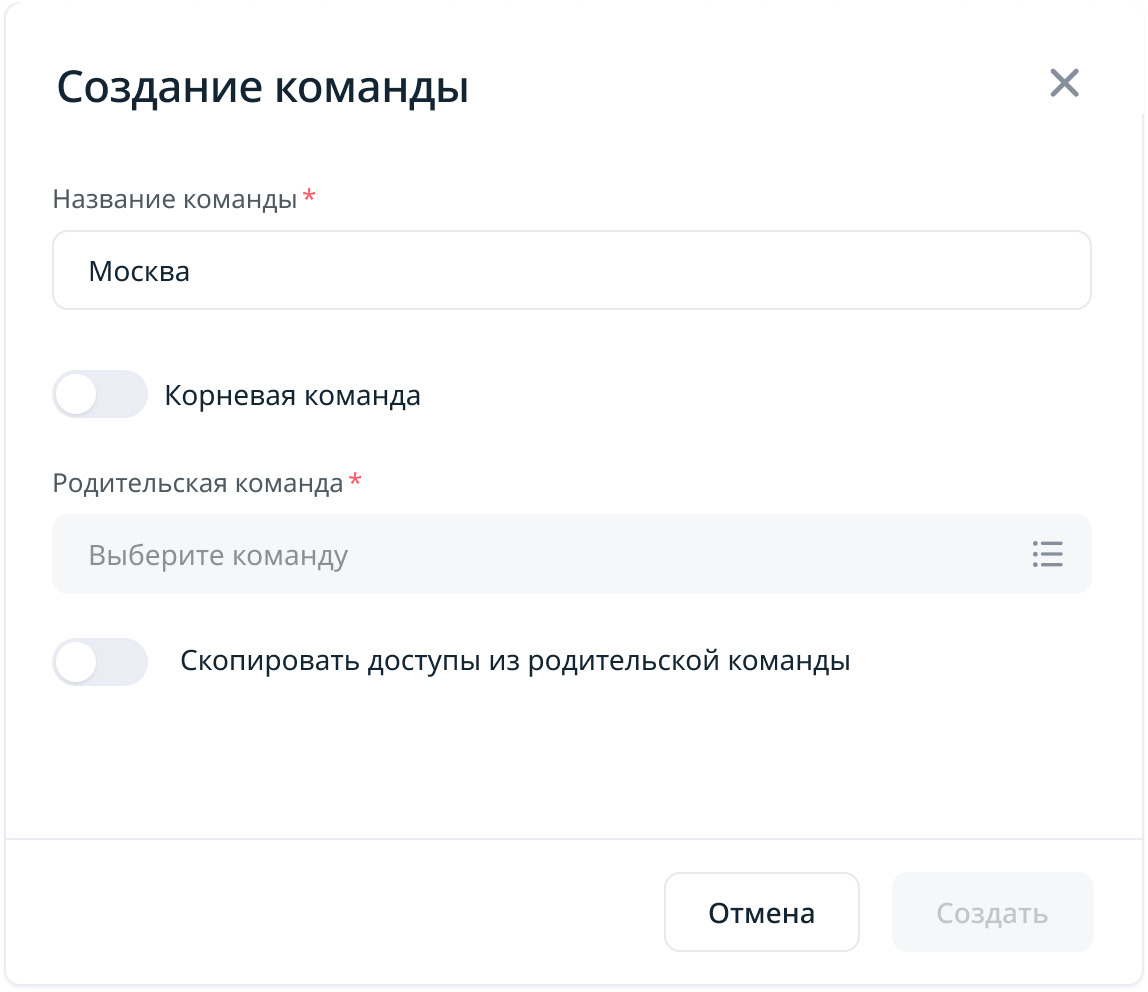 Создание команды
Название команды *
Москва
Корневая команда
Родительская команда *
Выберите команду
Скопировать доступы из родительской команды
Отмена
Создать